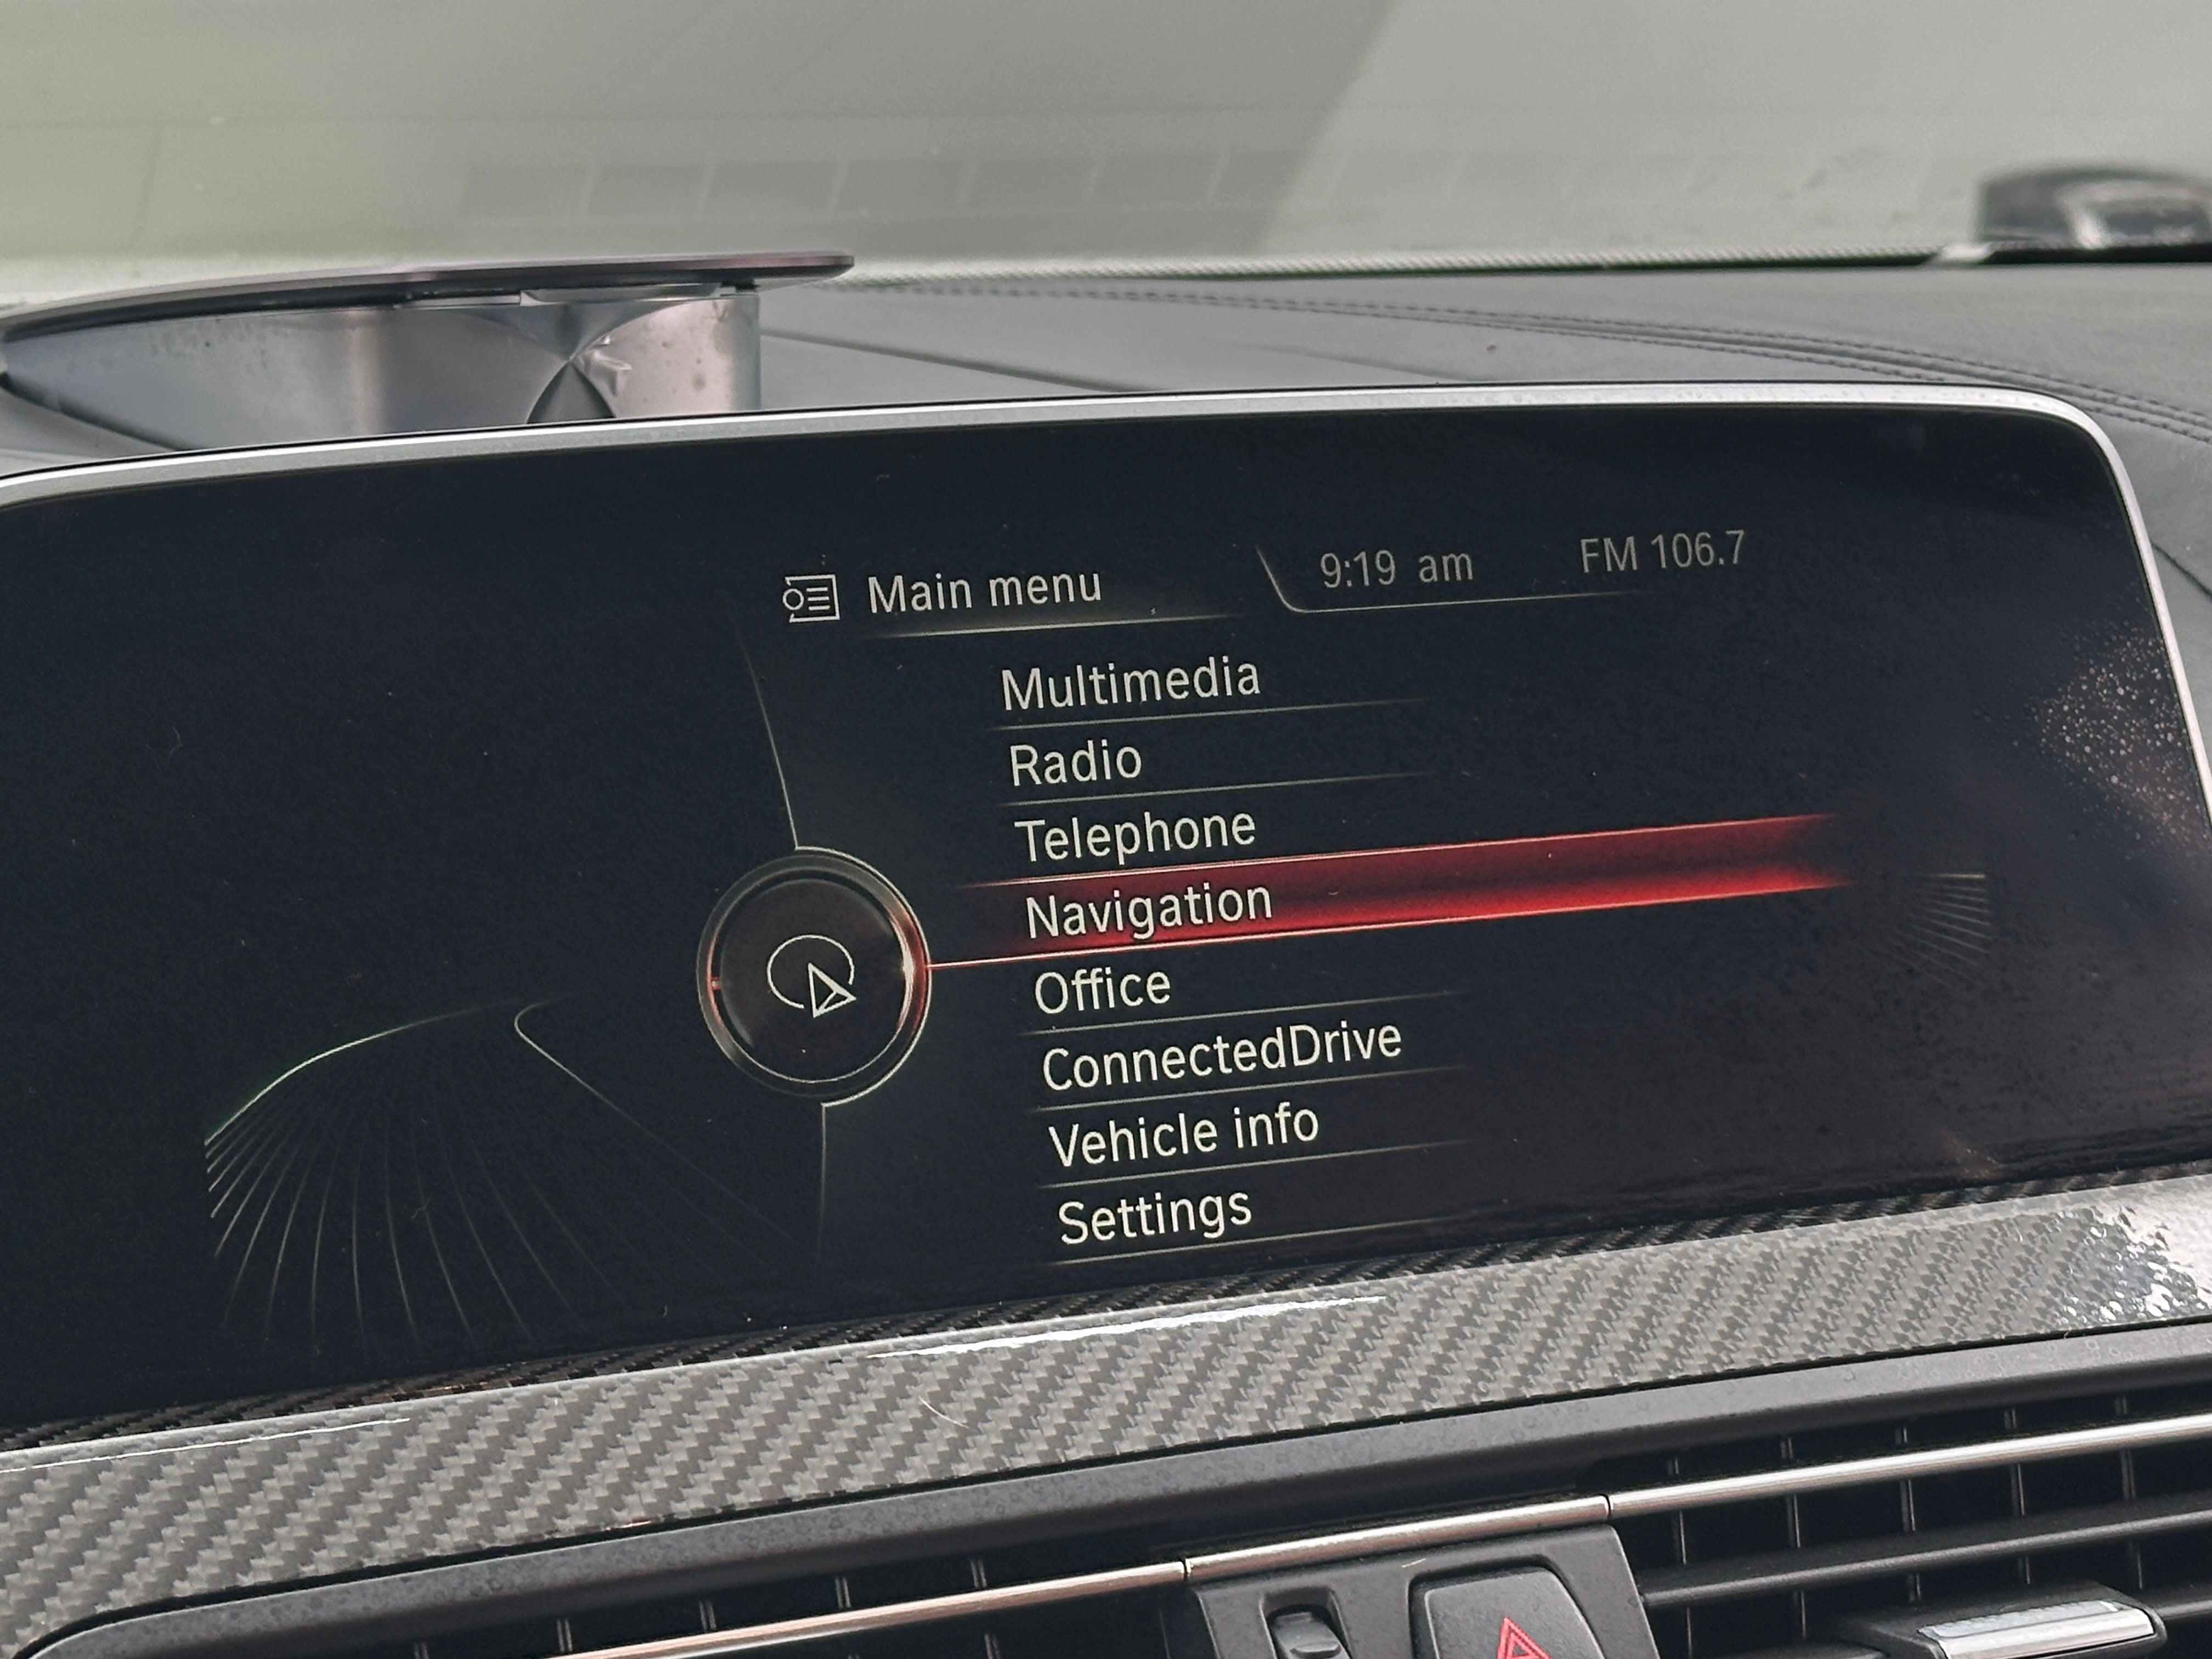 Main menu
9:19 am FM 106.7
Multimedia
Radio
Telephone
Navigation
Office
ConnectedDrive
Vehicle info
Settings